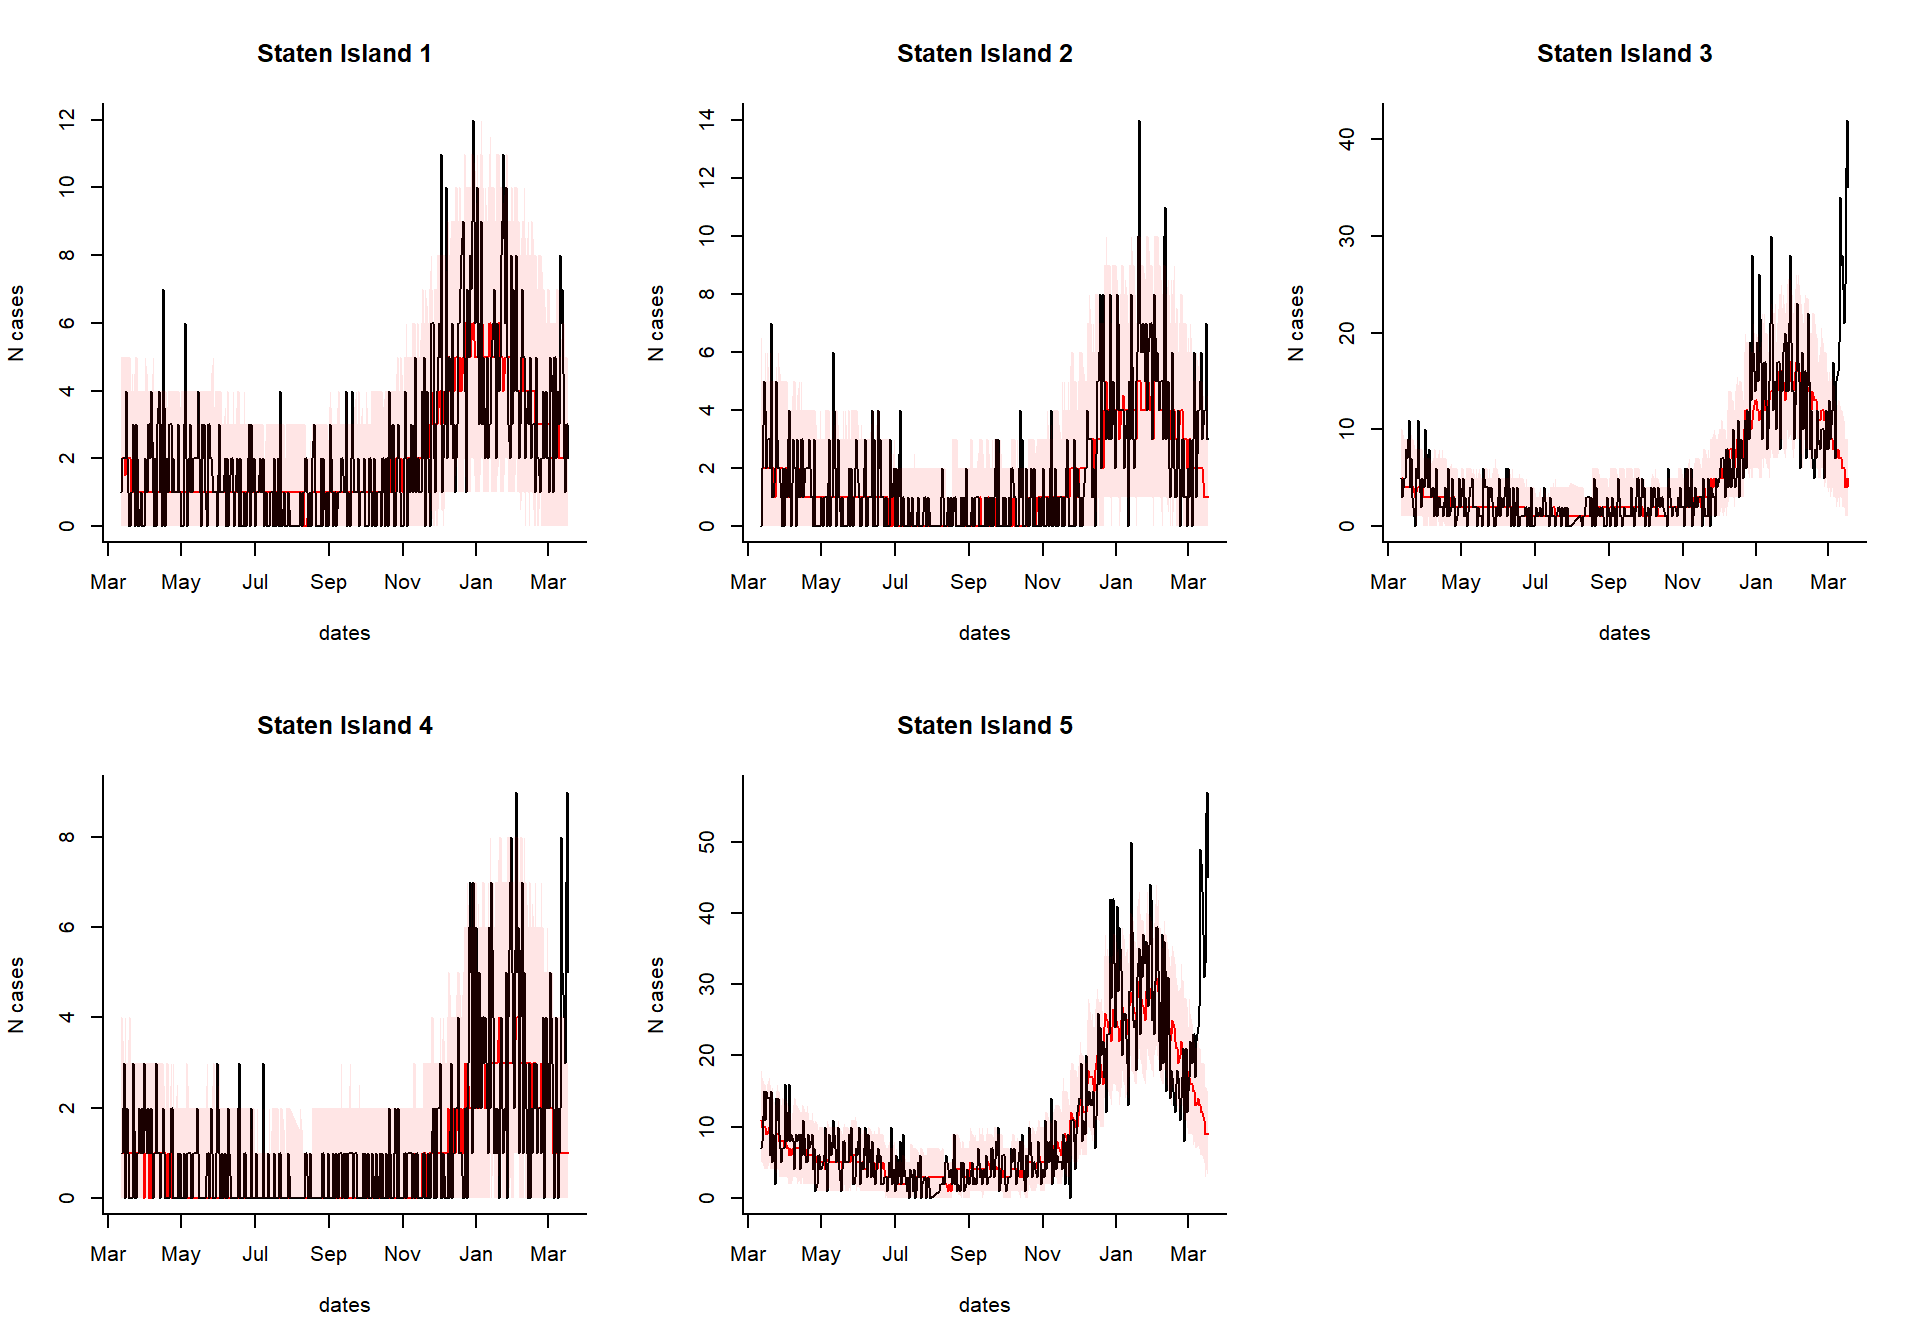 Staten Island 1
N cases
12
10
8
6
4
2
0
Mar May Jul Sep Nov Jan Mar
dates
Staten Island 2
N cases
14
12
10
8
6
4
2
0
Mar May Jul Sep Nov Jan Mar
dates
Staten Island 3
N cases
40
30
20
10
0
Mar May Jul Sep Nov Jan Mar
dates
Staten Island 4
N cases
8
6
4
2
0
Mar May Jul Sep Nov Jan Mar
dates
Staten Island 5
N cases
50
40
30
20
10
0
Mar May Jul Sep Nov Jan Mar
dates